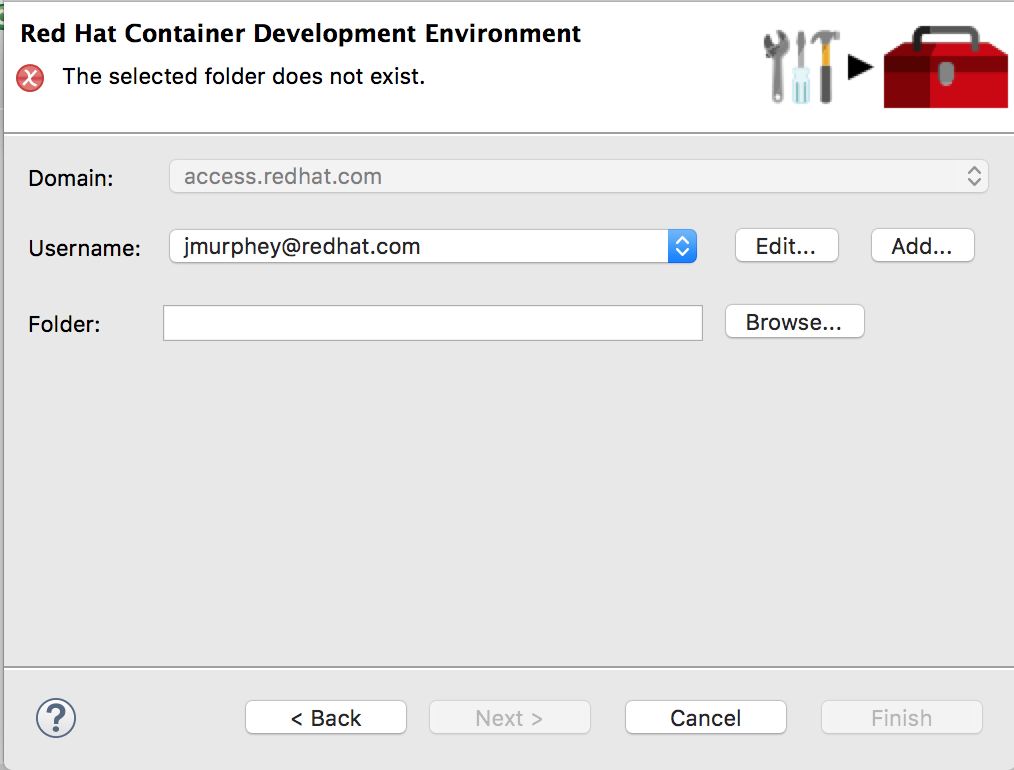 Red Hat Container Development Environment
The selected folder does not exist.
Domain: access.redhat.com
Username: jmurphey@redhat.com Edit... Add...
Folder: Browse...
? < Back Next > Cancel Finish